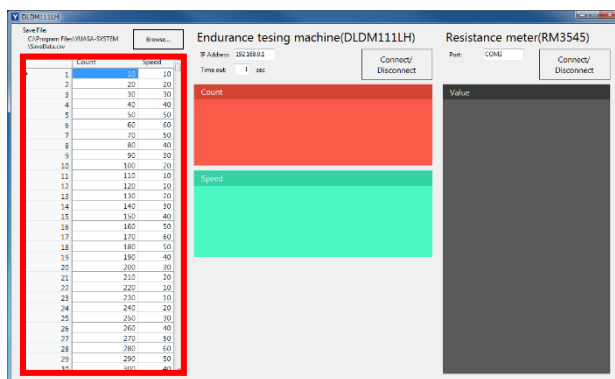 DLDM111LH
Save File:
C:\Program Files\YUASA-SYSTEM
\SaveData.csv
Browse...
Endurance tesing machine(DLDM111LH)
IP Address: 192.168.0.1
Time out: 1 sec
Connect/
Disconnect
Resistance meter(RM3545)
Port: COM3
Connect/
Disconnect
Count Speed
1 10 10
2 20 20
3 30 30
4 40 40
5 50 50
6 60 60
7 70 50
8 80 40
9 90 30
10 100 20
11 110 10
12 120 10
13 130 20
14 140 30
15 150 40
16 160 50
17 170 60
18 180 50
19 190 40
20 200 30
21 210 20
22 220 10
23 230 10
24 240 20
25 250 30
26 260 40
27 270 50
28 280 60
29 290 50
30 300 40
Count
Speed
Value